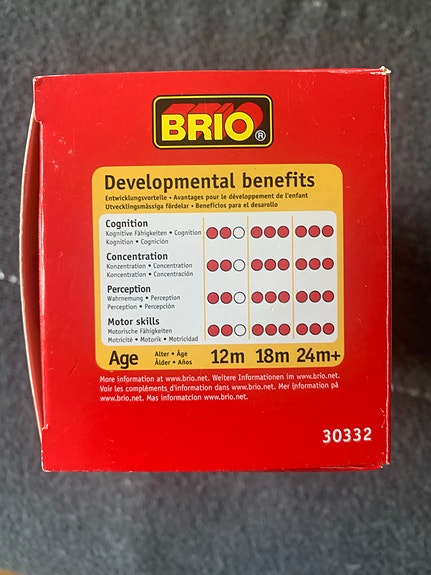 BRIO®
Developmental benefits
Entwicklungsvorteile • Avantages pour le développement de l'enfant
Utvecklingsmässiga fördelar • Beneficios para el desarollo
Cognition
Kognitive Fähigkeiten • Cognition
Kognition • Cognición
Concentration
Konzentration • Concentration
Koncentration • Concentración
Perception
Wahrnemung • Perception
Perception • Percepción
Motor skills
Motorische Fähigkeiten
Motricité • Motorik • Motricidad
Age Alter • Âge 12m 18m 24m+
Ålder • Años
More information at www.brio.net. Weitere Informationen im www.brio.net.
Voir les compléments d'information dans www.brio.net. Mer information på
www.brio.net. Mas informatcion www.brio.net.
30332